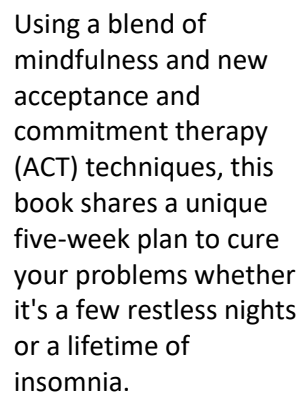 Using a blend of
mindfulness and new
acceptance and
commitment therapy
(ACT) techniques, this
book shares a unique
five-week plan to cure
your problems whether
it's a few restless nights
or a lifetime of
insomnia.